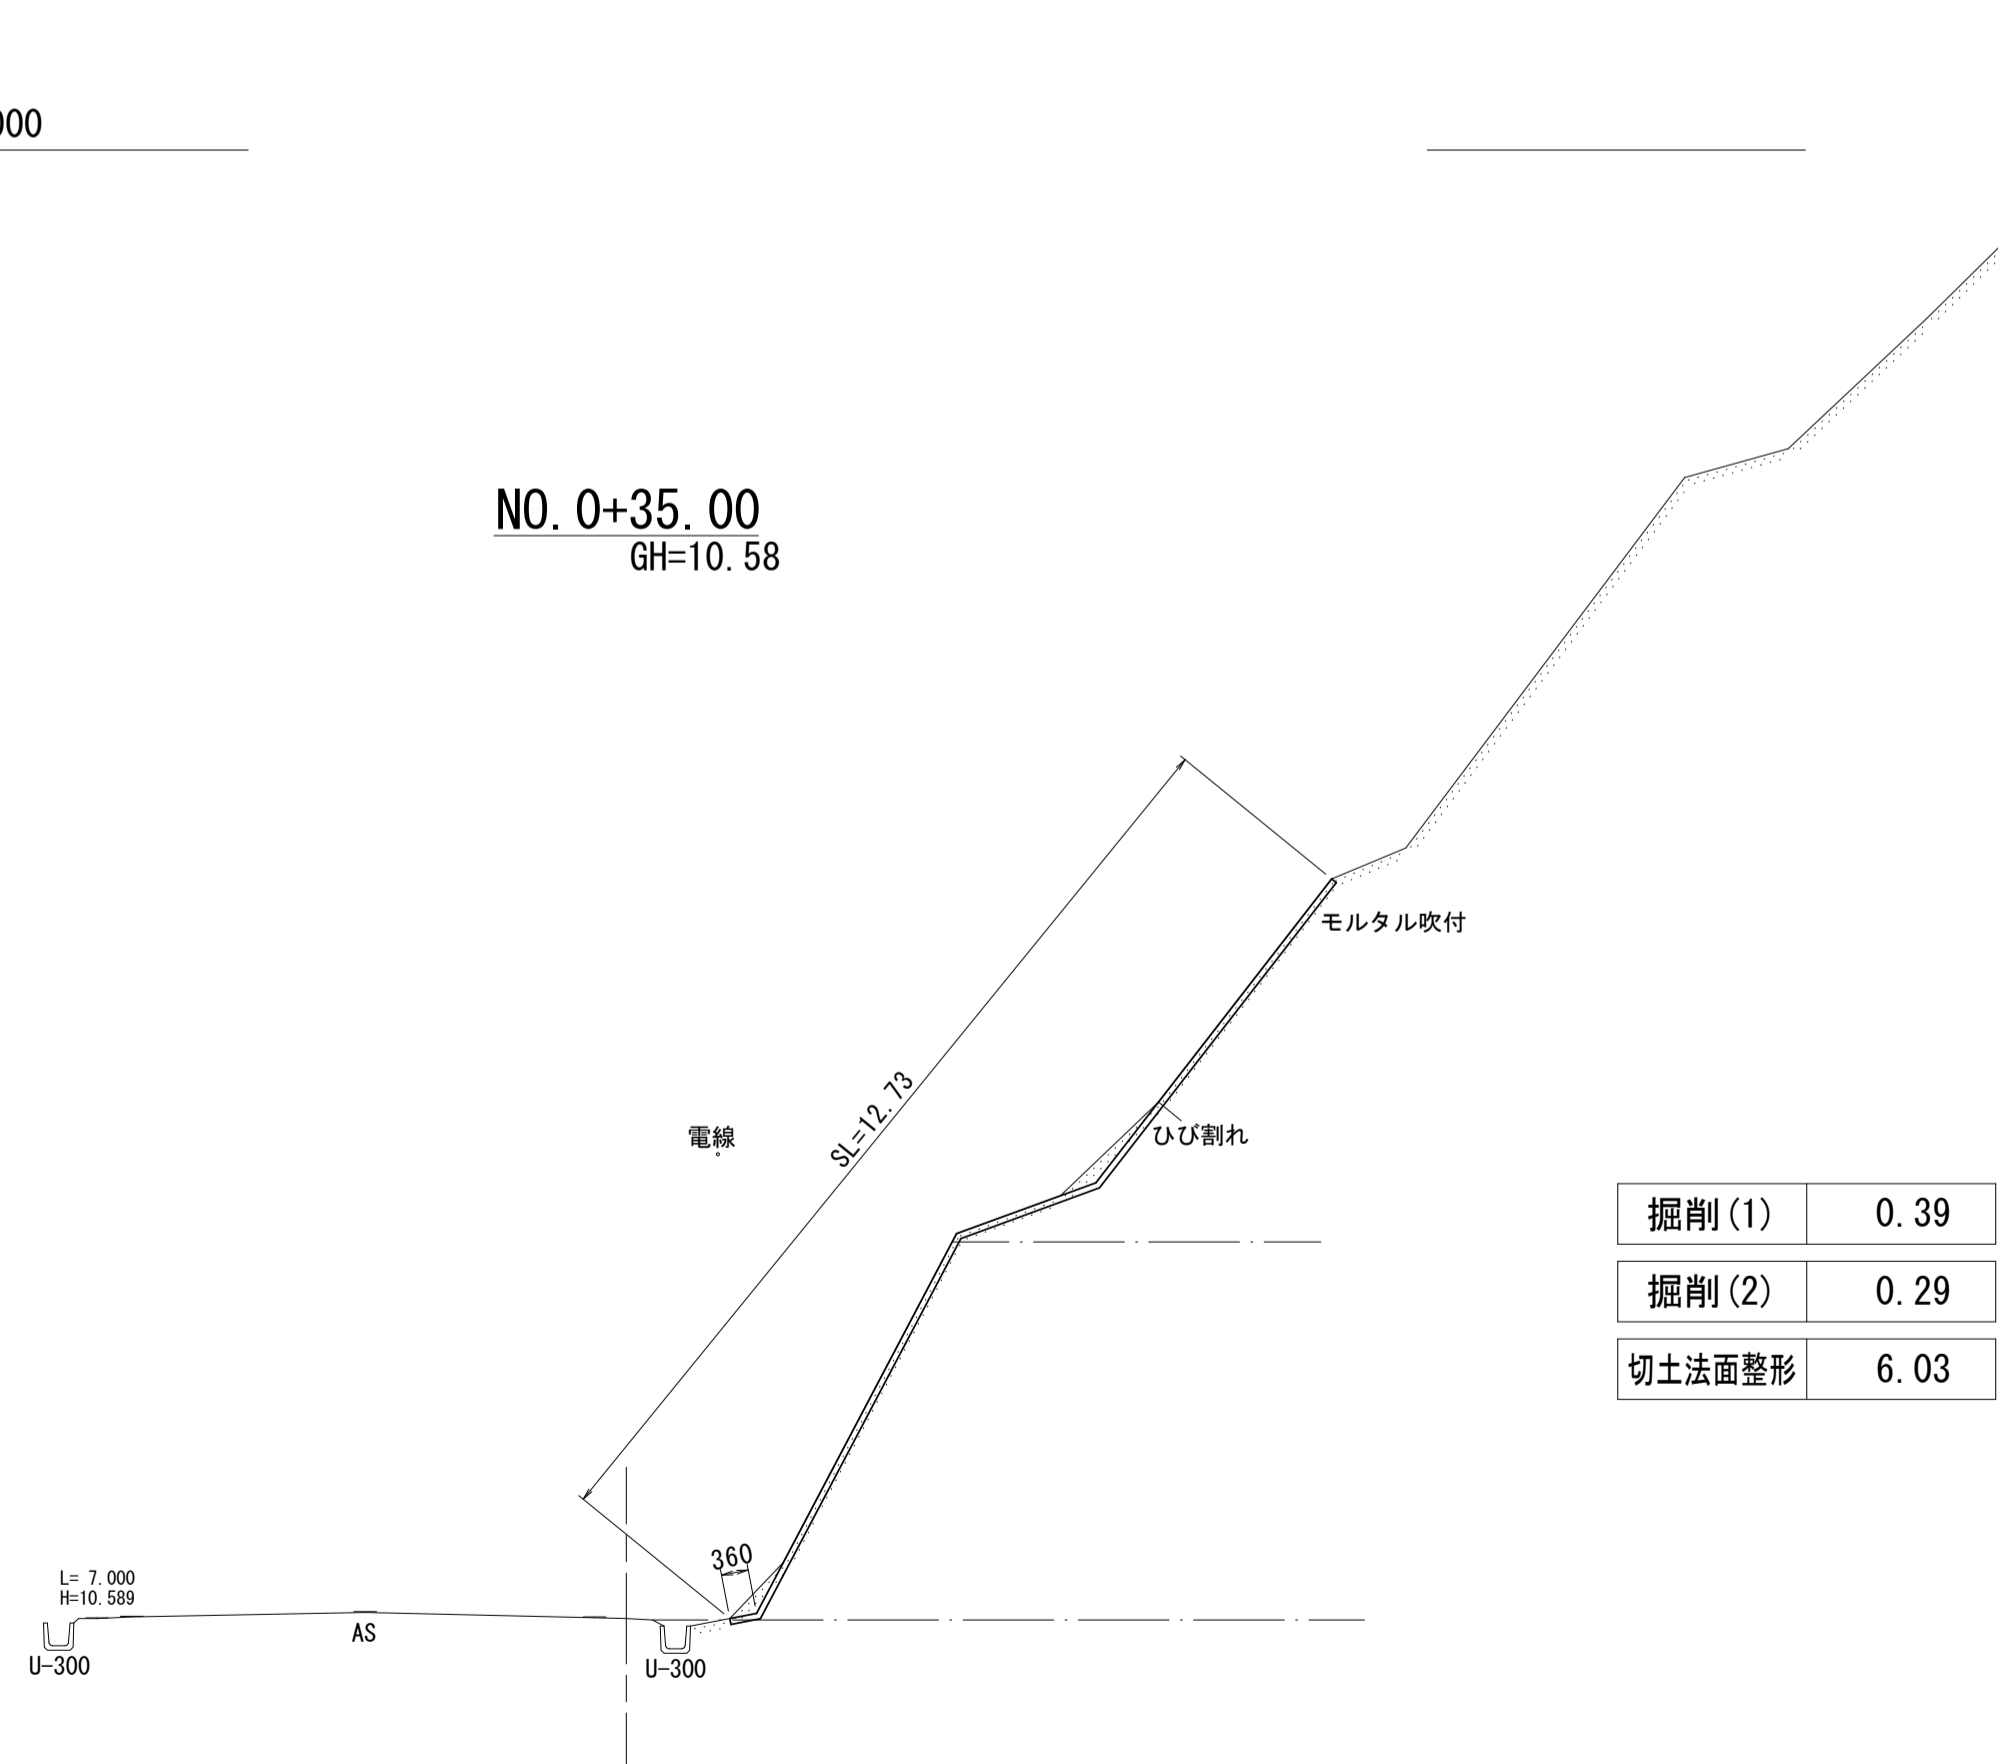 NO. 0+35. 00
GH=10. 58
モルタル吹付
SL=12. 73
電線
ひび割れ
掘削(1) 0. 39
掘削(2) 0. 29
切土法面整形 6. 03
360
L= 7. 000
H=10. 589
AS
U-300
U-300